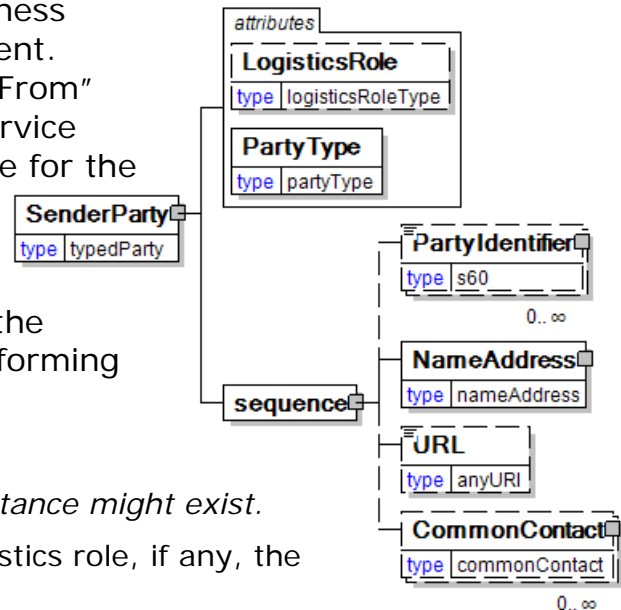 ness
ent.
From"
rvice
e for the
the
forming
tance might exist.
stics role, if any, the
attributes
LogisticsRole
type logisticsRoleType
PartyType
type partyType
SenderParty
type typedParty
sequence
PartyIdentifier
type s60
0.. ∞
NameAddress
type nameAddress
URL
type anyURI
CommonContact
type commonContact
0.. ∞